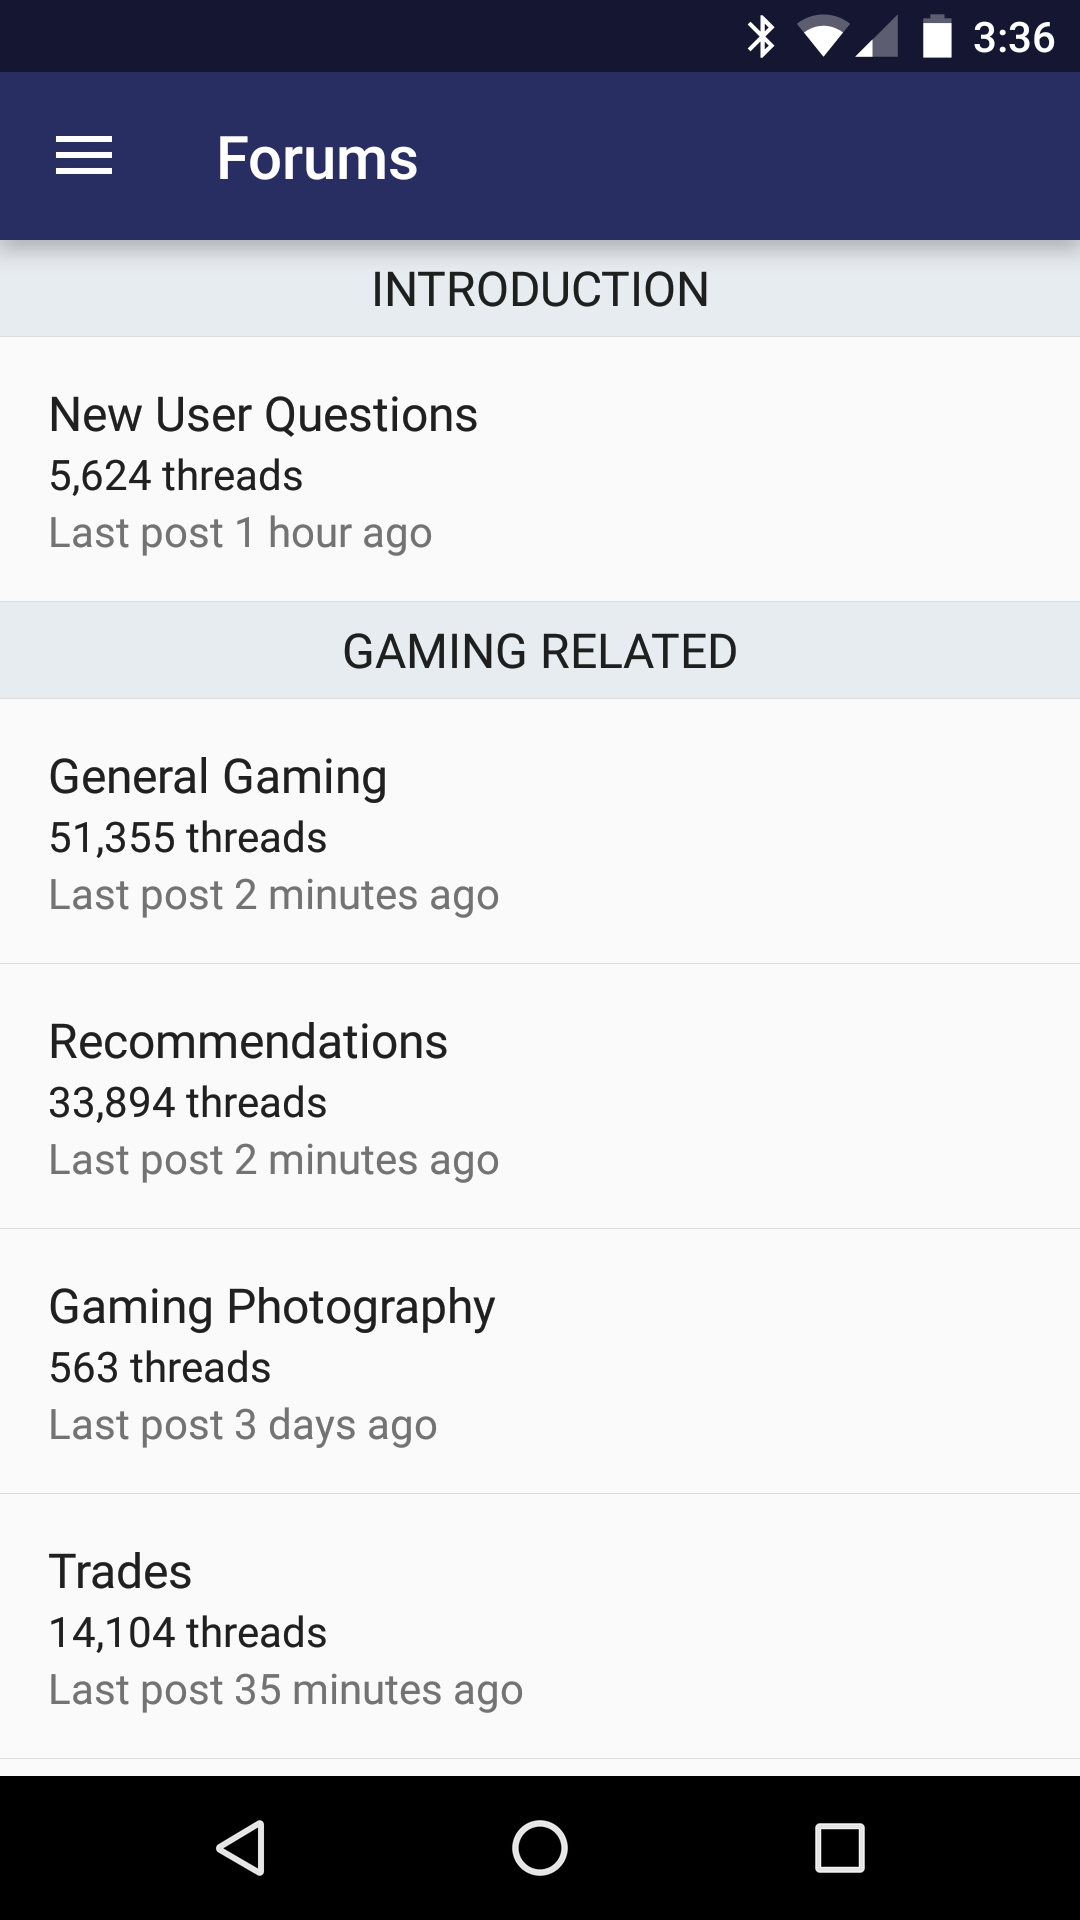 3:36
Forums
INTRODUCTION
New User Questions
5,624 threads
Last post 1 hour ago
GAMING RELATED
General Gaming
51,355 threads
Last post 2 minutes ago
Recommendations
33,894 threads
Last post 2 minutes ago
Gaming Photography
563 threads
Last post 3 days ago
Trades
14,104 threads
Last post 35 minutes ago